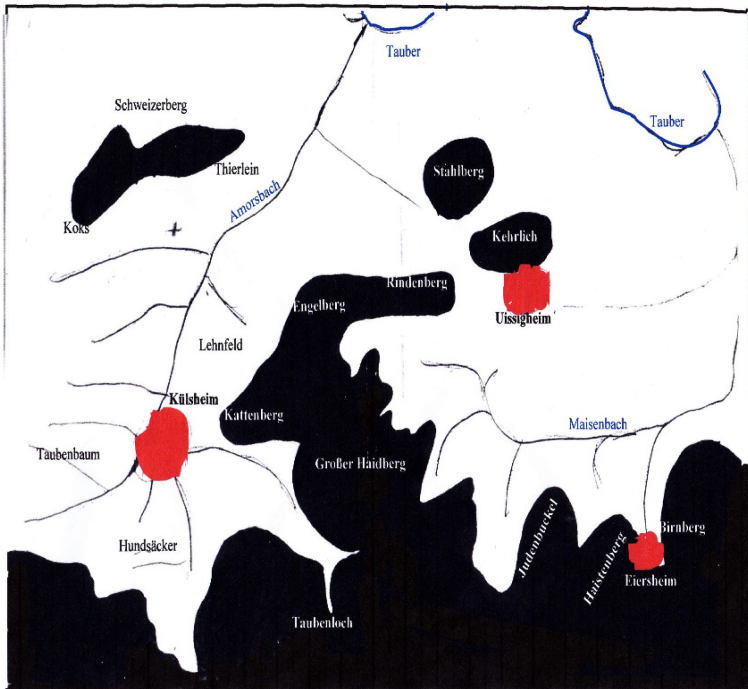 Tauber
Tauber
Schweizerberg
Thierlein
Stahlberg
Amorsbach
Koks
Kehrlich
Rindenberg
Engelberg
Uissigheim
Lehnfeld
Külsheim
Kattenberg
Maisenbach
Taubenbaum
Großer Haidberg
Judenbuckel
Birnberg
Hundsäcker
Haistenberg
Eiersheim
Taubenloch